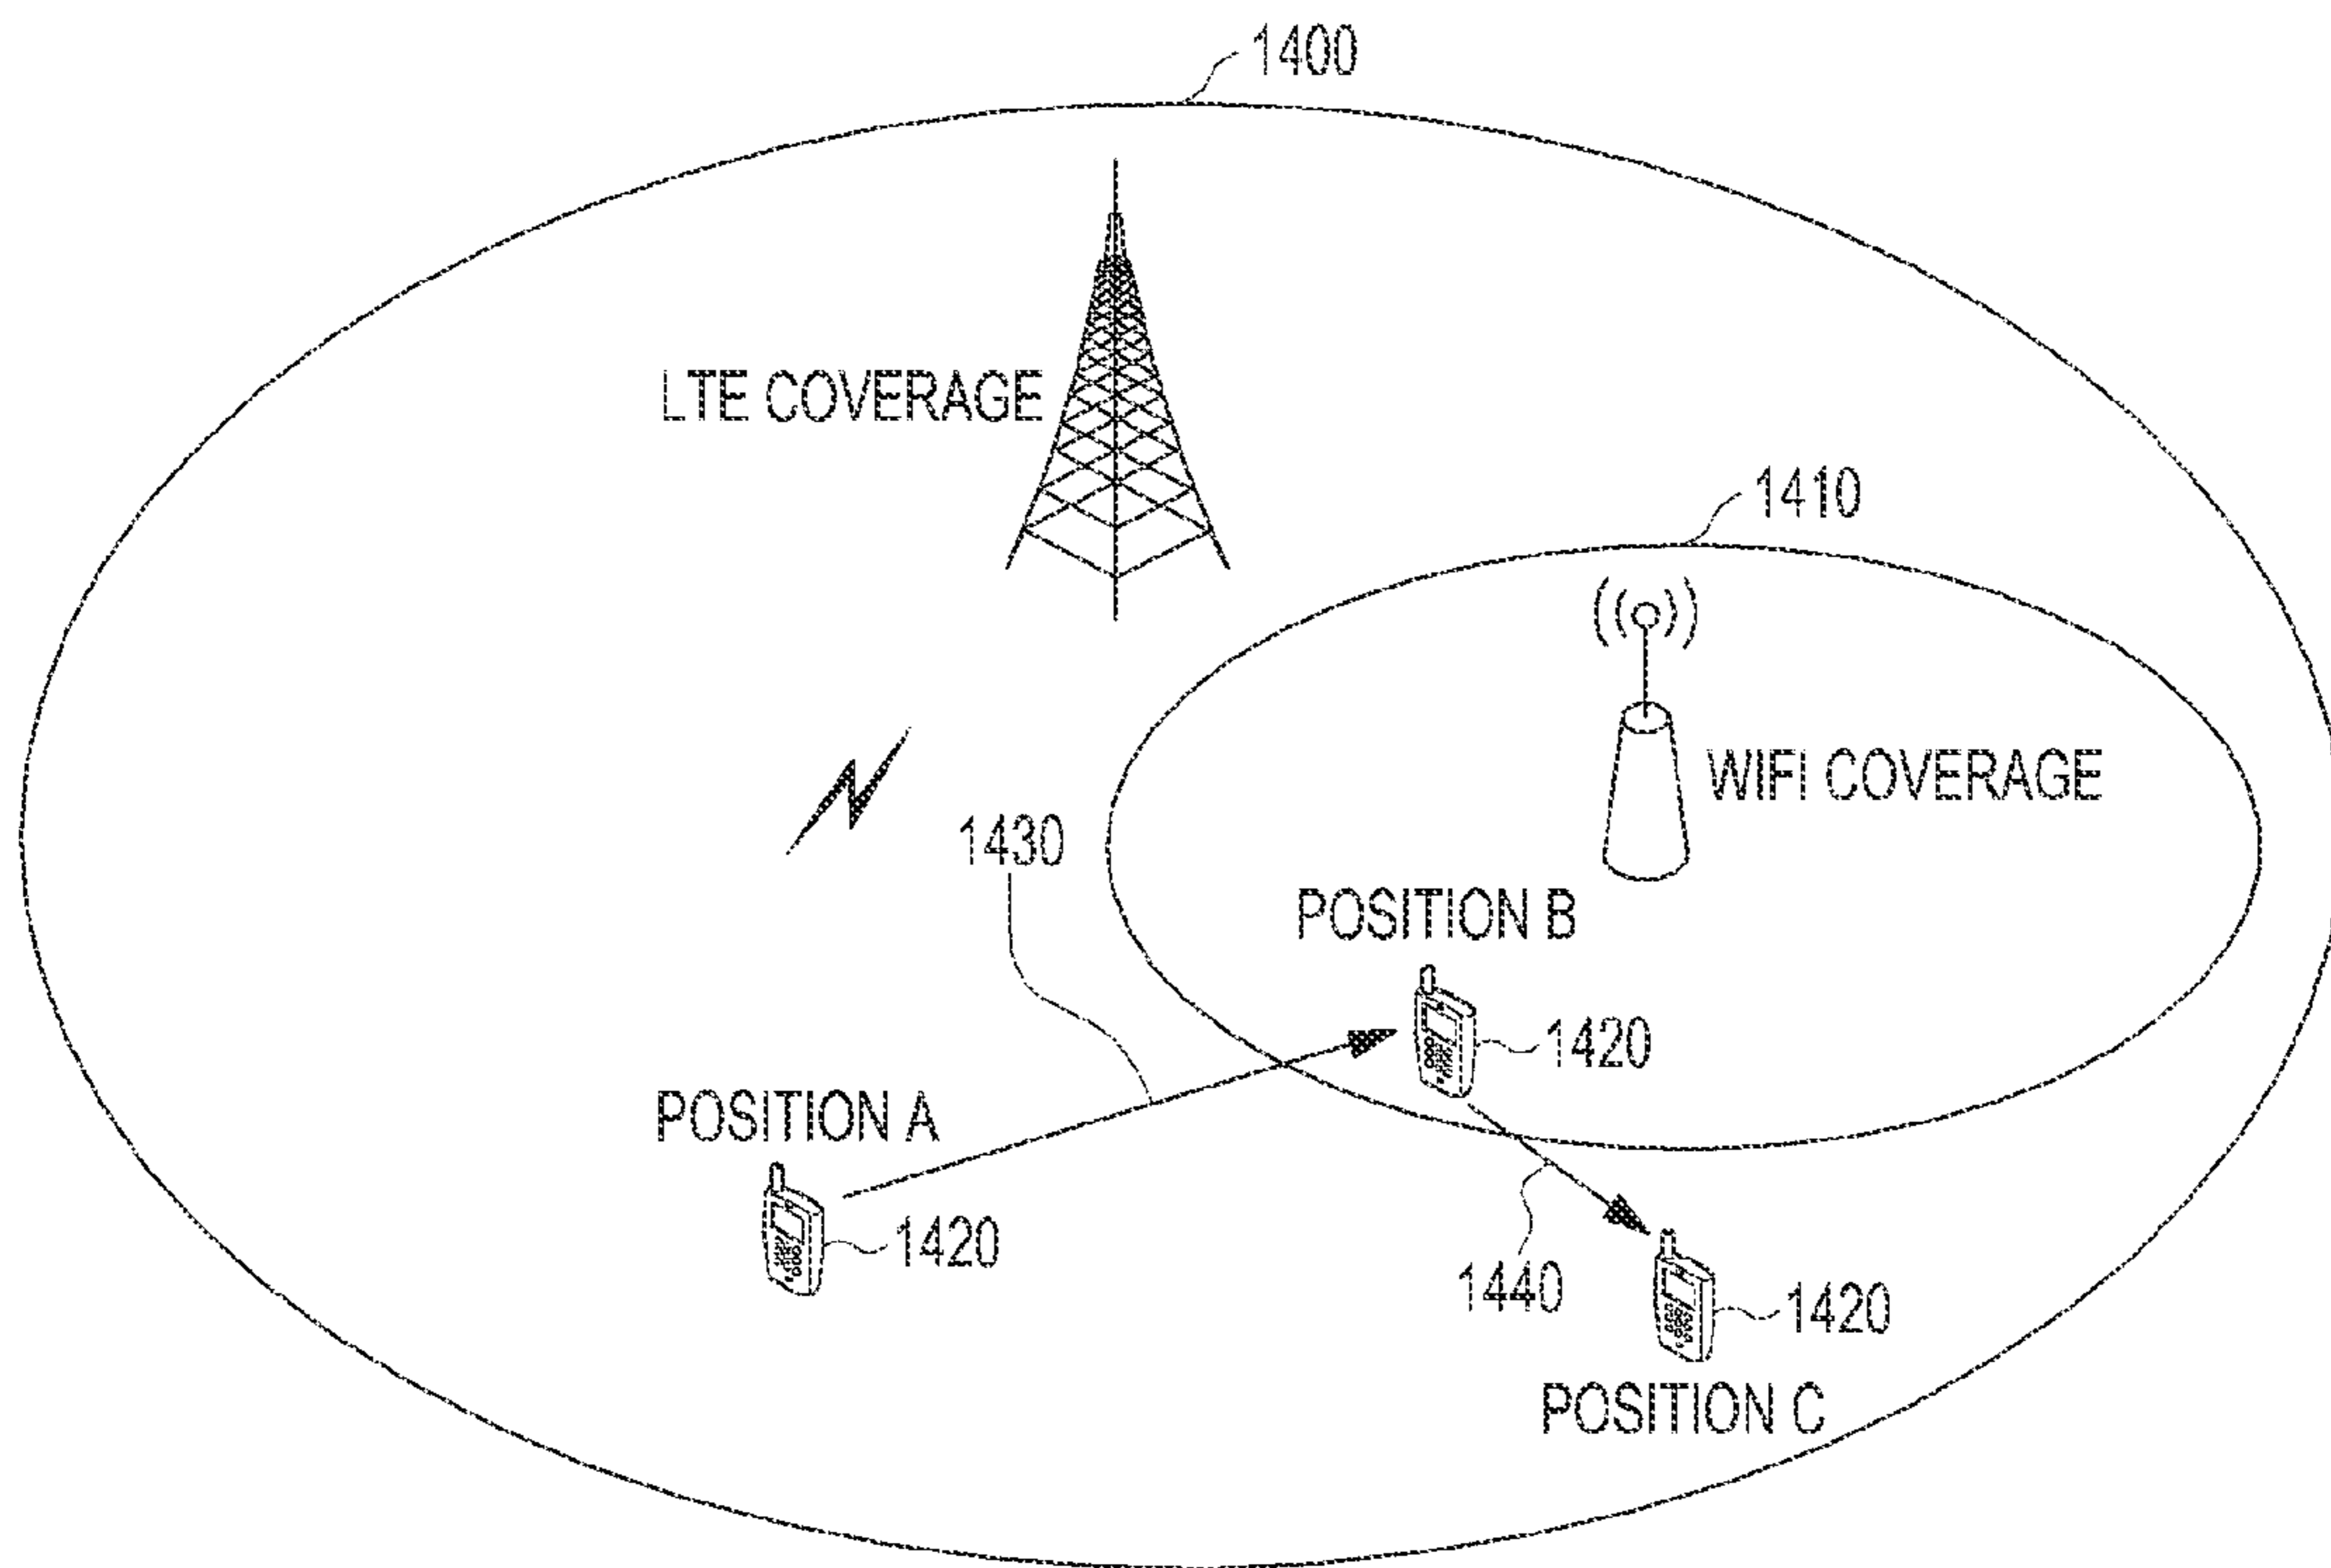 1400
LTE COVERAGE
1410
WIFI COVERAGE
1430
POSITION B
1420
POSITION A
1420
1440
1420
POSITION C